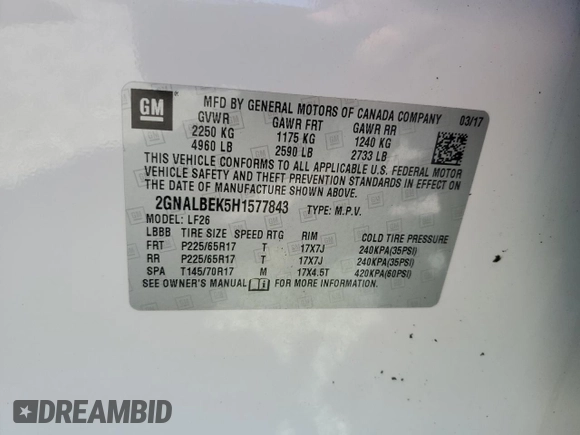 GM
MFD BY GENERAL MOTORS OF CANADA COMPANY 03/17
GVWR GAWR FRT GAWR RR
2250 KG 1175 KG 1240 KG
4960 LB 2590 LB 2733 LB
THIS VEHICLE CONFORMS TO ALL APPLICABLE U.S. FEDERAL MOTOR
VEHICLE SAFETY AND THEFT PREVENTION STANDARDS IN EFFECT ON
THE DATE OF MANUFACTURE SHOWN ABOVE.
2GNALBEK5H1577843 TYPE: M.P.V.
MODEL: LF26
LBBB TIRE SIZE SPEED RTG RIM COLD TIRE PRESSURE
FRT P225/65R17 T 17X7J 240KPA(35PSI)
RR P225/65R17 T 17X7J 240KPA(35PSI)
SPA T145/70R17 M 17X4.5T 420KPA(60PSI)
SEE OWNER'S MANUAL FOR MORE INFORMATION.
DREAMBID